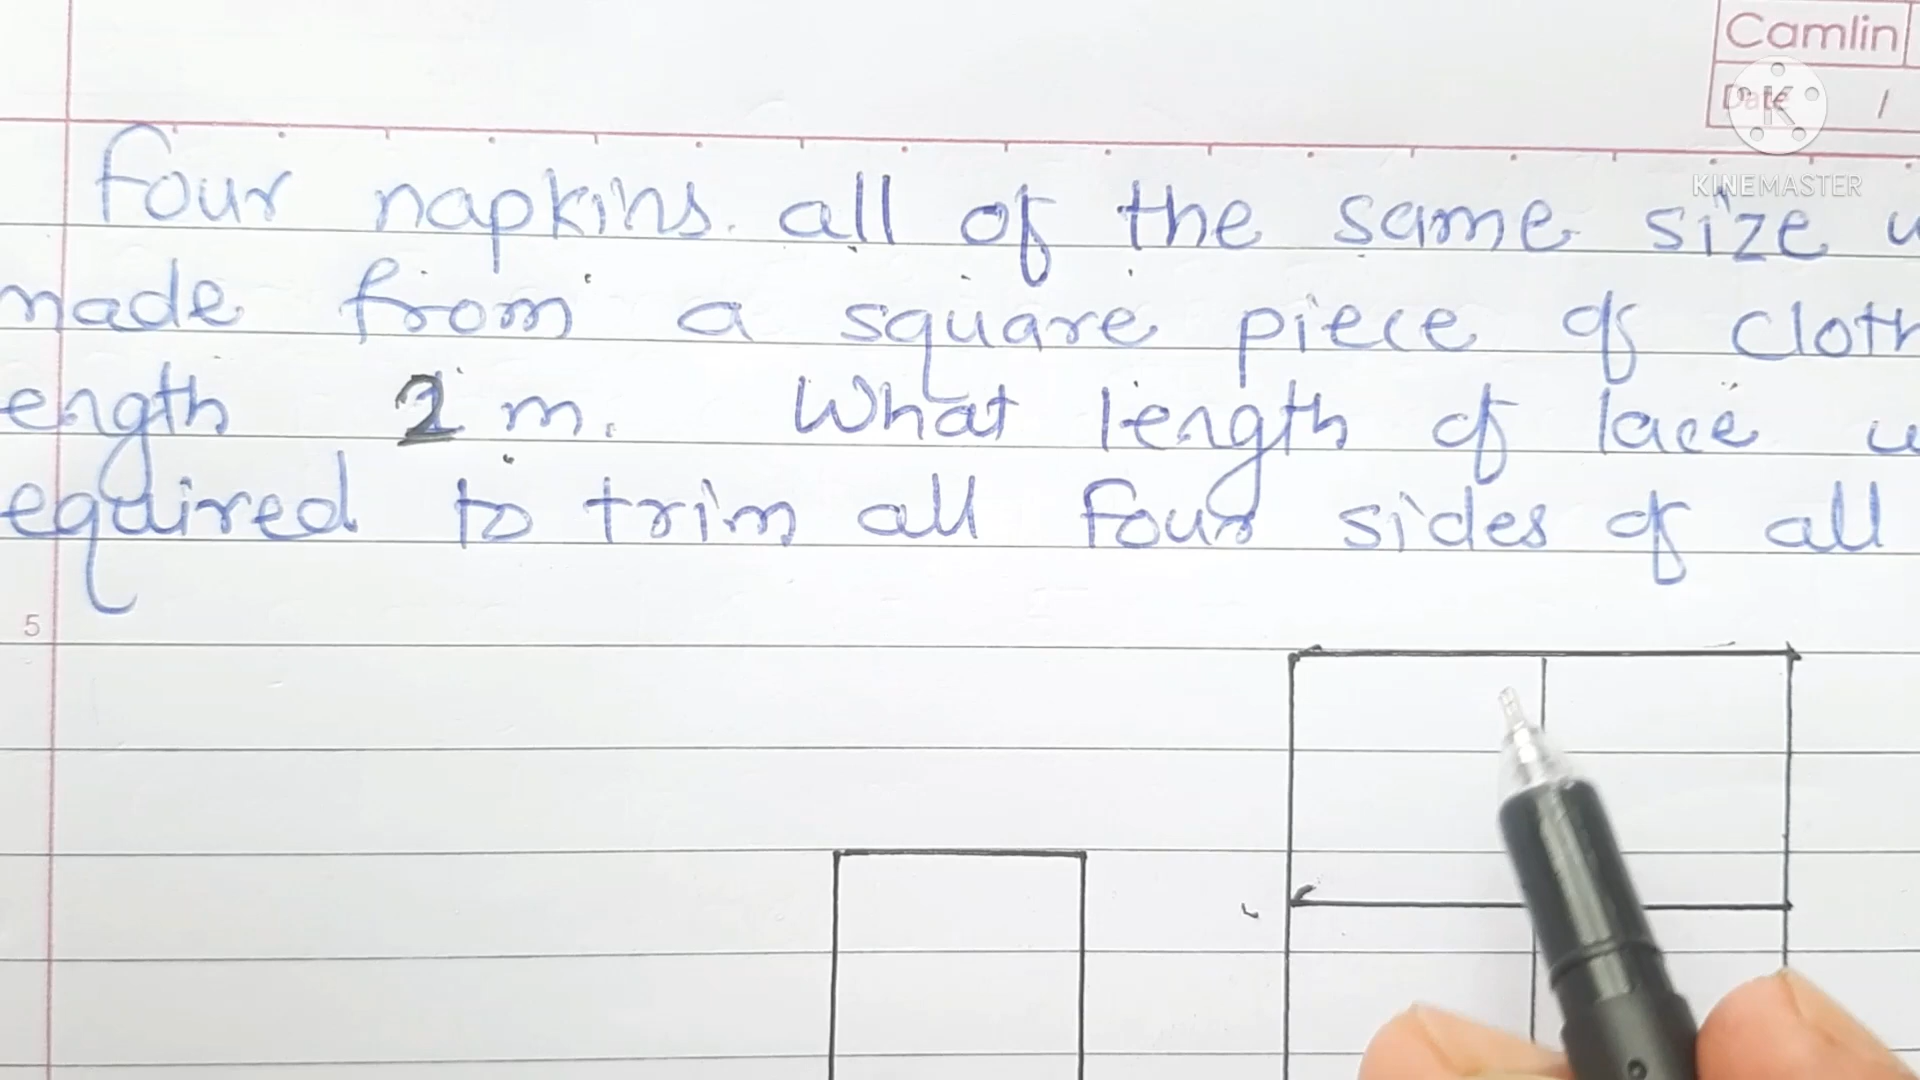 Camlin
Date /
K
KINEMASTER
Four napkins all of the same size
made from a square piece of cloth
ength 2 m. What length of lace
equired to trim all four sides of all
5